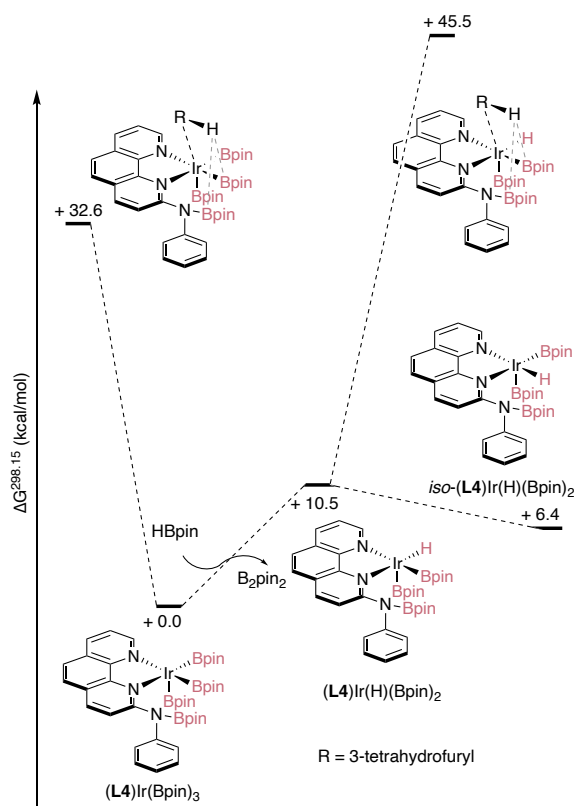 + 45.5
R
H
N
Ir
Bpin
Bpin
Bpin
N
N
Bpin
R
H
H
N
Ir
Bpin
Bpin
N
N
Bpin
+ 32.6
N
Ir
Bpin
H
Bpin
N
N
Bpin
iso-(L4)Ir(H)(Bpin)₂
ΔG²⁹⁸·¹⁵ (kcal/mol)
+ 10.5
+ 6.4
HBpin
B₂pin₂
+ 0.0
N
Ir
H
Bpin
Bpin
N
N
Bpin
(L4)Ir(H)(Bpin)₂
N
Ir
Bpin
Bpin
Bpin
N
N
Bpin
(L4)Ir(Bpin)₃
R = 3-tetrahydrofuryl